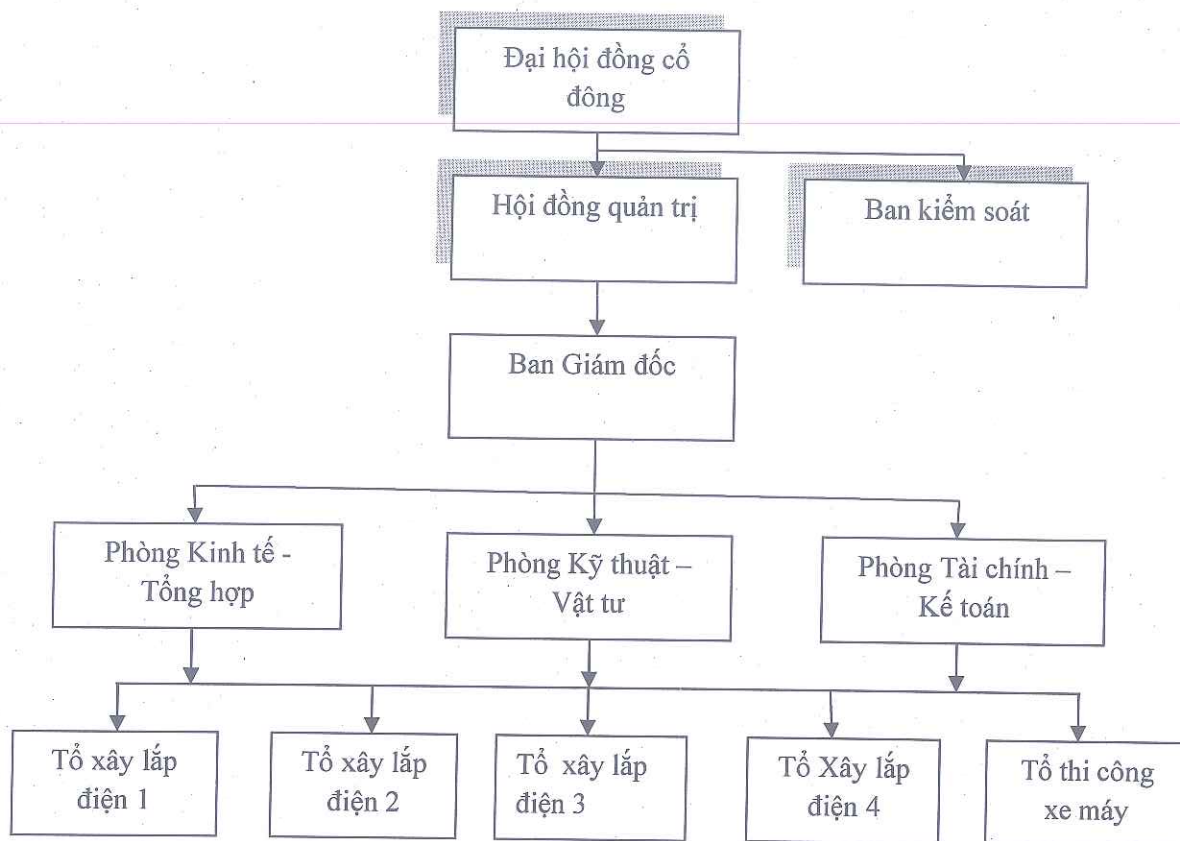 Đại hội đồng cổ
đông
Hội đồng quản trị
Ban kiểm soát
Ban Giám đốc
Phòng Kinh tế -
Tổng hợp
Phòng Kỹ thuật –
Vật tư
Phòng Tài chính –
Kế toán
Tổ xây lắp
điện 1
Tổ xây lắp
điện 2
Tổ xây lắp
điện 3
Tổ Xây lắp
điện 4
Tổ thi công
xe máy